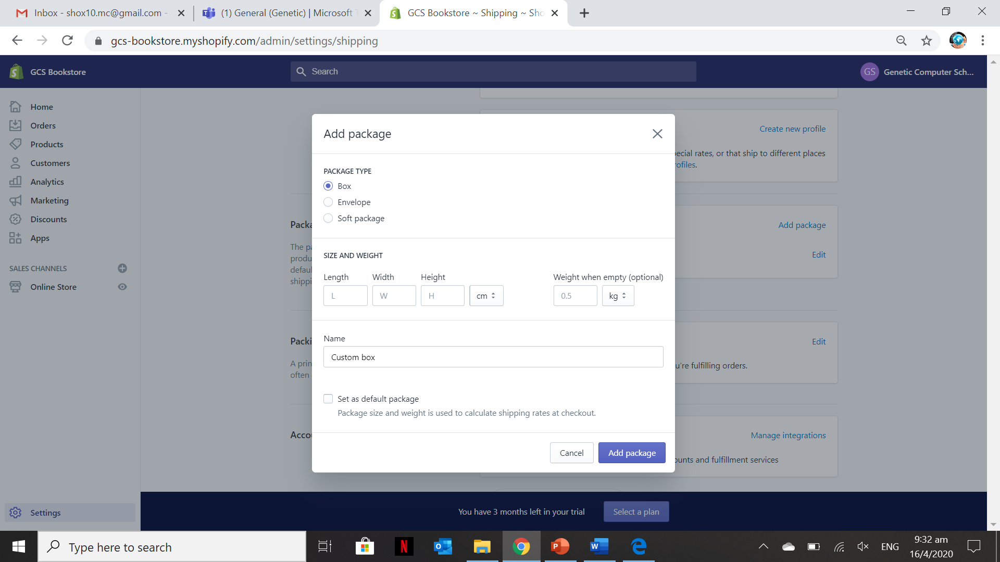 Inbox - shox10.mc@gmail.com -
(1) General (Genetic) | Microsoft
GCS Bookstore ~ Shipping ~ Sho
gcs-bookstore.myshopify.com/admin/settings/shipping
GCS Bookstore
Search
GS Genetic Computer Sch...
Home
Orders
Products
Customers
Analytics
Marketing
Discounts
Apps
SALES CHANNELS
Online Store
Settings
Create new profile
ecial rates, or that ship to different places
rofiles.
Packa
Add package
The pa
produ
defaul
shippi
Edit
Packi
Edit
A prin
often
u're fulfilling orders.
Acco
Manage integrations
ounts and fulfillment services
Add package
PACKAGE TYPE
Box
Envelope
Soft package
SIZE AND WEIGHT
Length Width Height Weight when empty (optional)
L W H cm 0.5 kg
Name
Custom box
Set as default package
Package size and weight is used to calculate shipping rates at checkout.
Cancel Add package
You have 3 months left in your trial Select a plan
Type here to search
ENG
9:32 am
16/4/2020